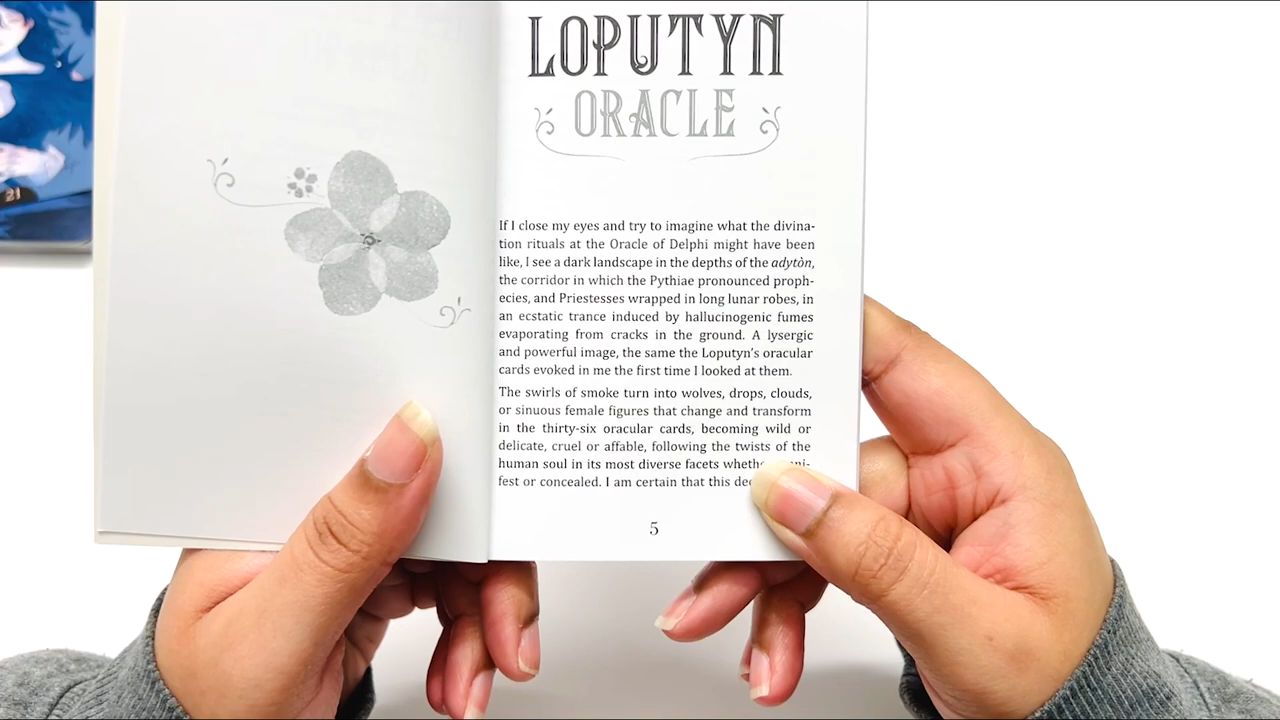 21
LOPUTYN
ORACLE
If I close my eyes and try to imagine what the divina-
tion rituals at the Oracle of Delphi might have been
like, I see a dark landscape in the depths of the adytòn,
the corridor in which the Pythiae pronounced proph-
ecies, and Priestesses wrapped in long lunar robes, in
an ecstatic trance induced by hallucinogenic fumes
evaporating from cracks in the ground. A lysergic
and powerful image, the same the Loputyn's oracular
cards evoked in me the first time I looked at them.
The swirls of smoke turn into wolves, drops, clouds,
or sinuous female figures that change and transform
in the thirty-six oracular cards, becoming wild or
delicate, cruel or affable, following the twists of the
human soul in its most diverse facets
fest or concealed. I am certain that this
5